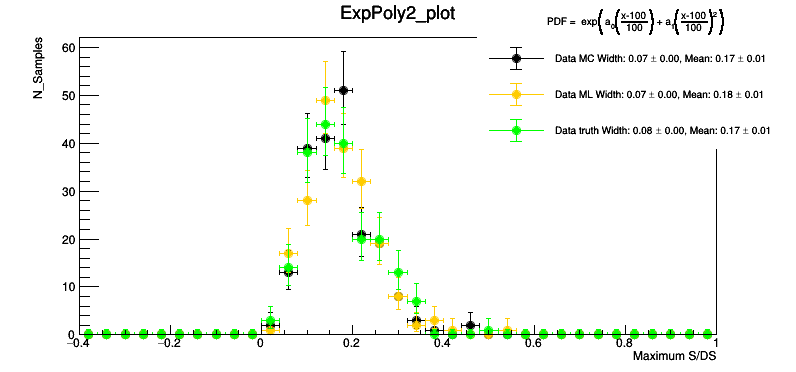 ExpPoly2_plot
PDF = exp(a₀(x-100/100) + a₁(x-100/100)²)
Data MC Width: 0.07 ± 0.00, Mean: 0.17 ± 0.01
Data ML Width: 0.07 ± 0.00, Mean: 0.18 ± 0.01
Data truth Width: 0.08 ± 0.00, Mean: 0.17 ± 0.01
N_Samples
60
50
40
30
20
10
0
−0.4 −0.2 0 0.2 0.4 0.6 0.8 1
Maximum S/DS